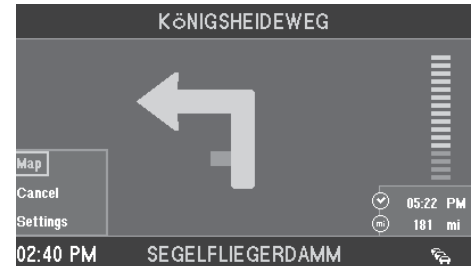 KöNIGSHEIDEWEG
Map
Cancel
Settings
05:22 PM
mi 181 mi
02:40 PM SEGELFLIEGERDAMM